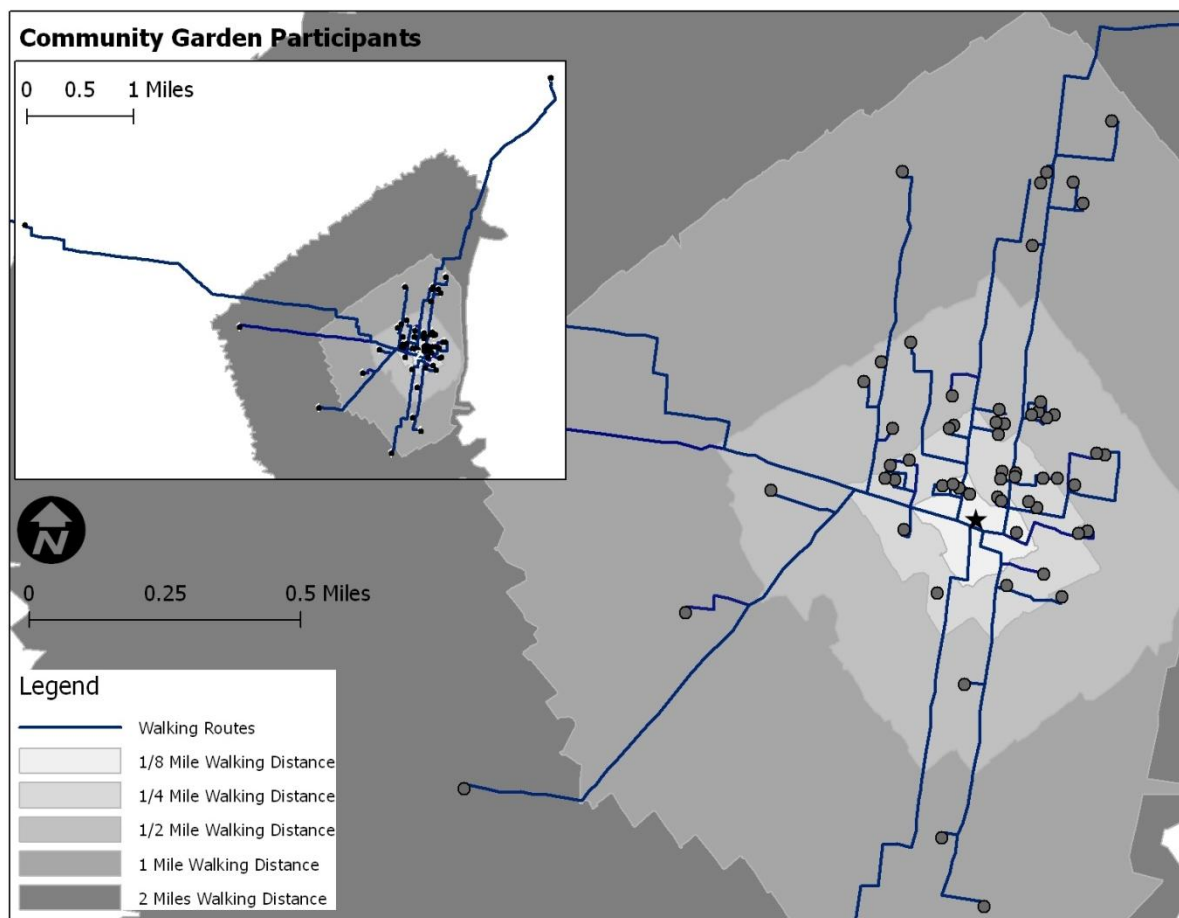 Community Garden Participants
0 0.5 1 Miles
N
0 0.25 0.5 Miles
Legend
Walking Routes
1/8 Mile Walking Distance
1/4 Mile Walking Distance
1/2 Mile Walking Distance
1 Mile Walking Distance
2 Miles Walking Distance